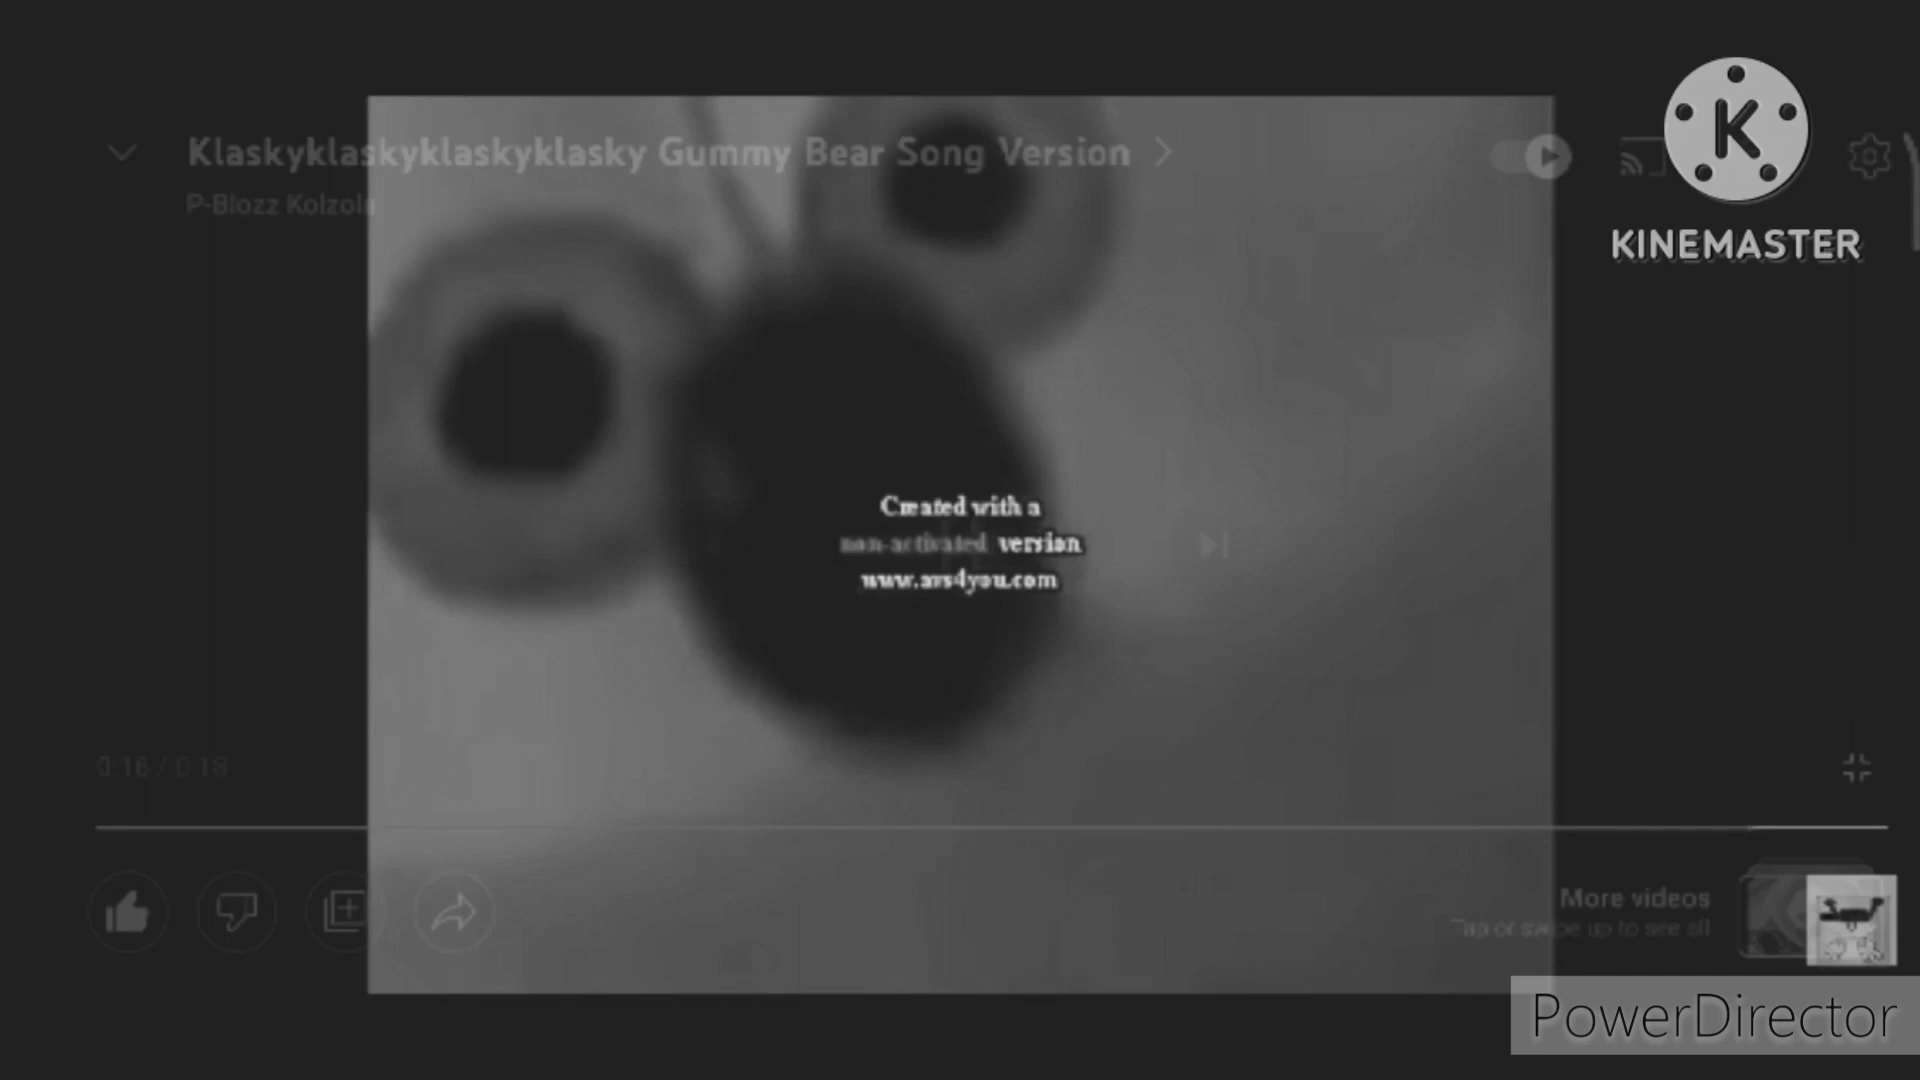 Klaskyklaskyklaskyklasky Gummy Bear Song Version
P-Blozz Kolzola
K
KINEMASTER
Created with a
non-activated version
www.avs4you.com
0:16 / 0:18
More videos
Tap or swipe up to see all
PowerDirector